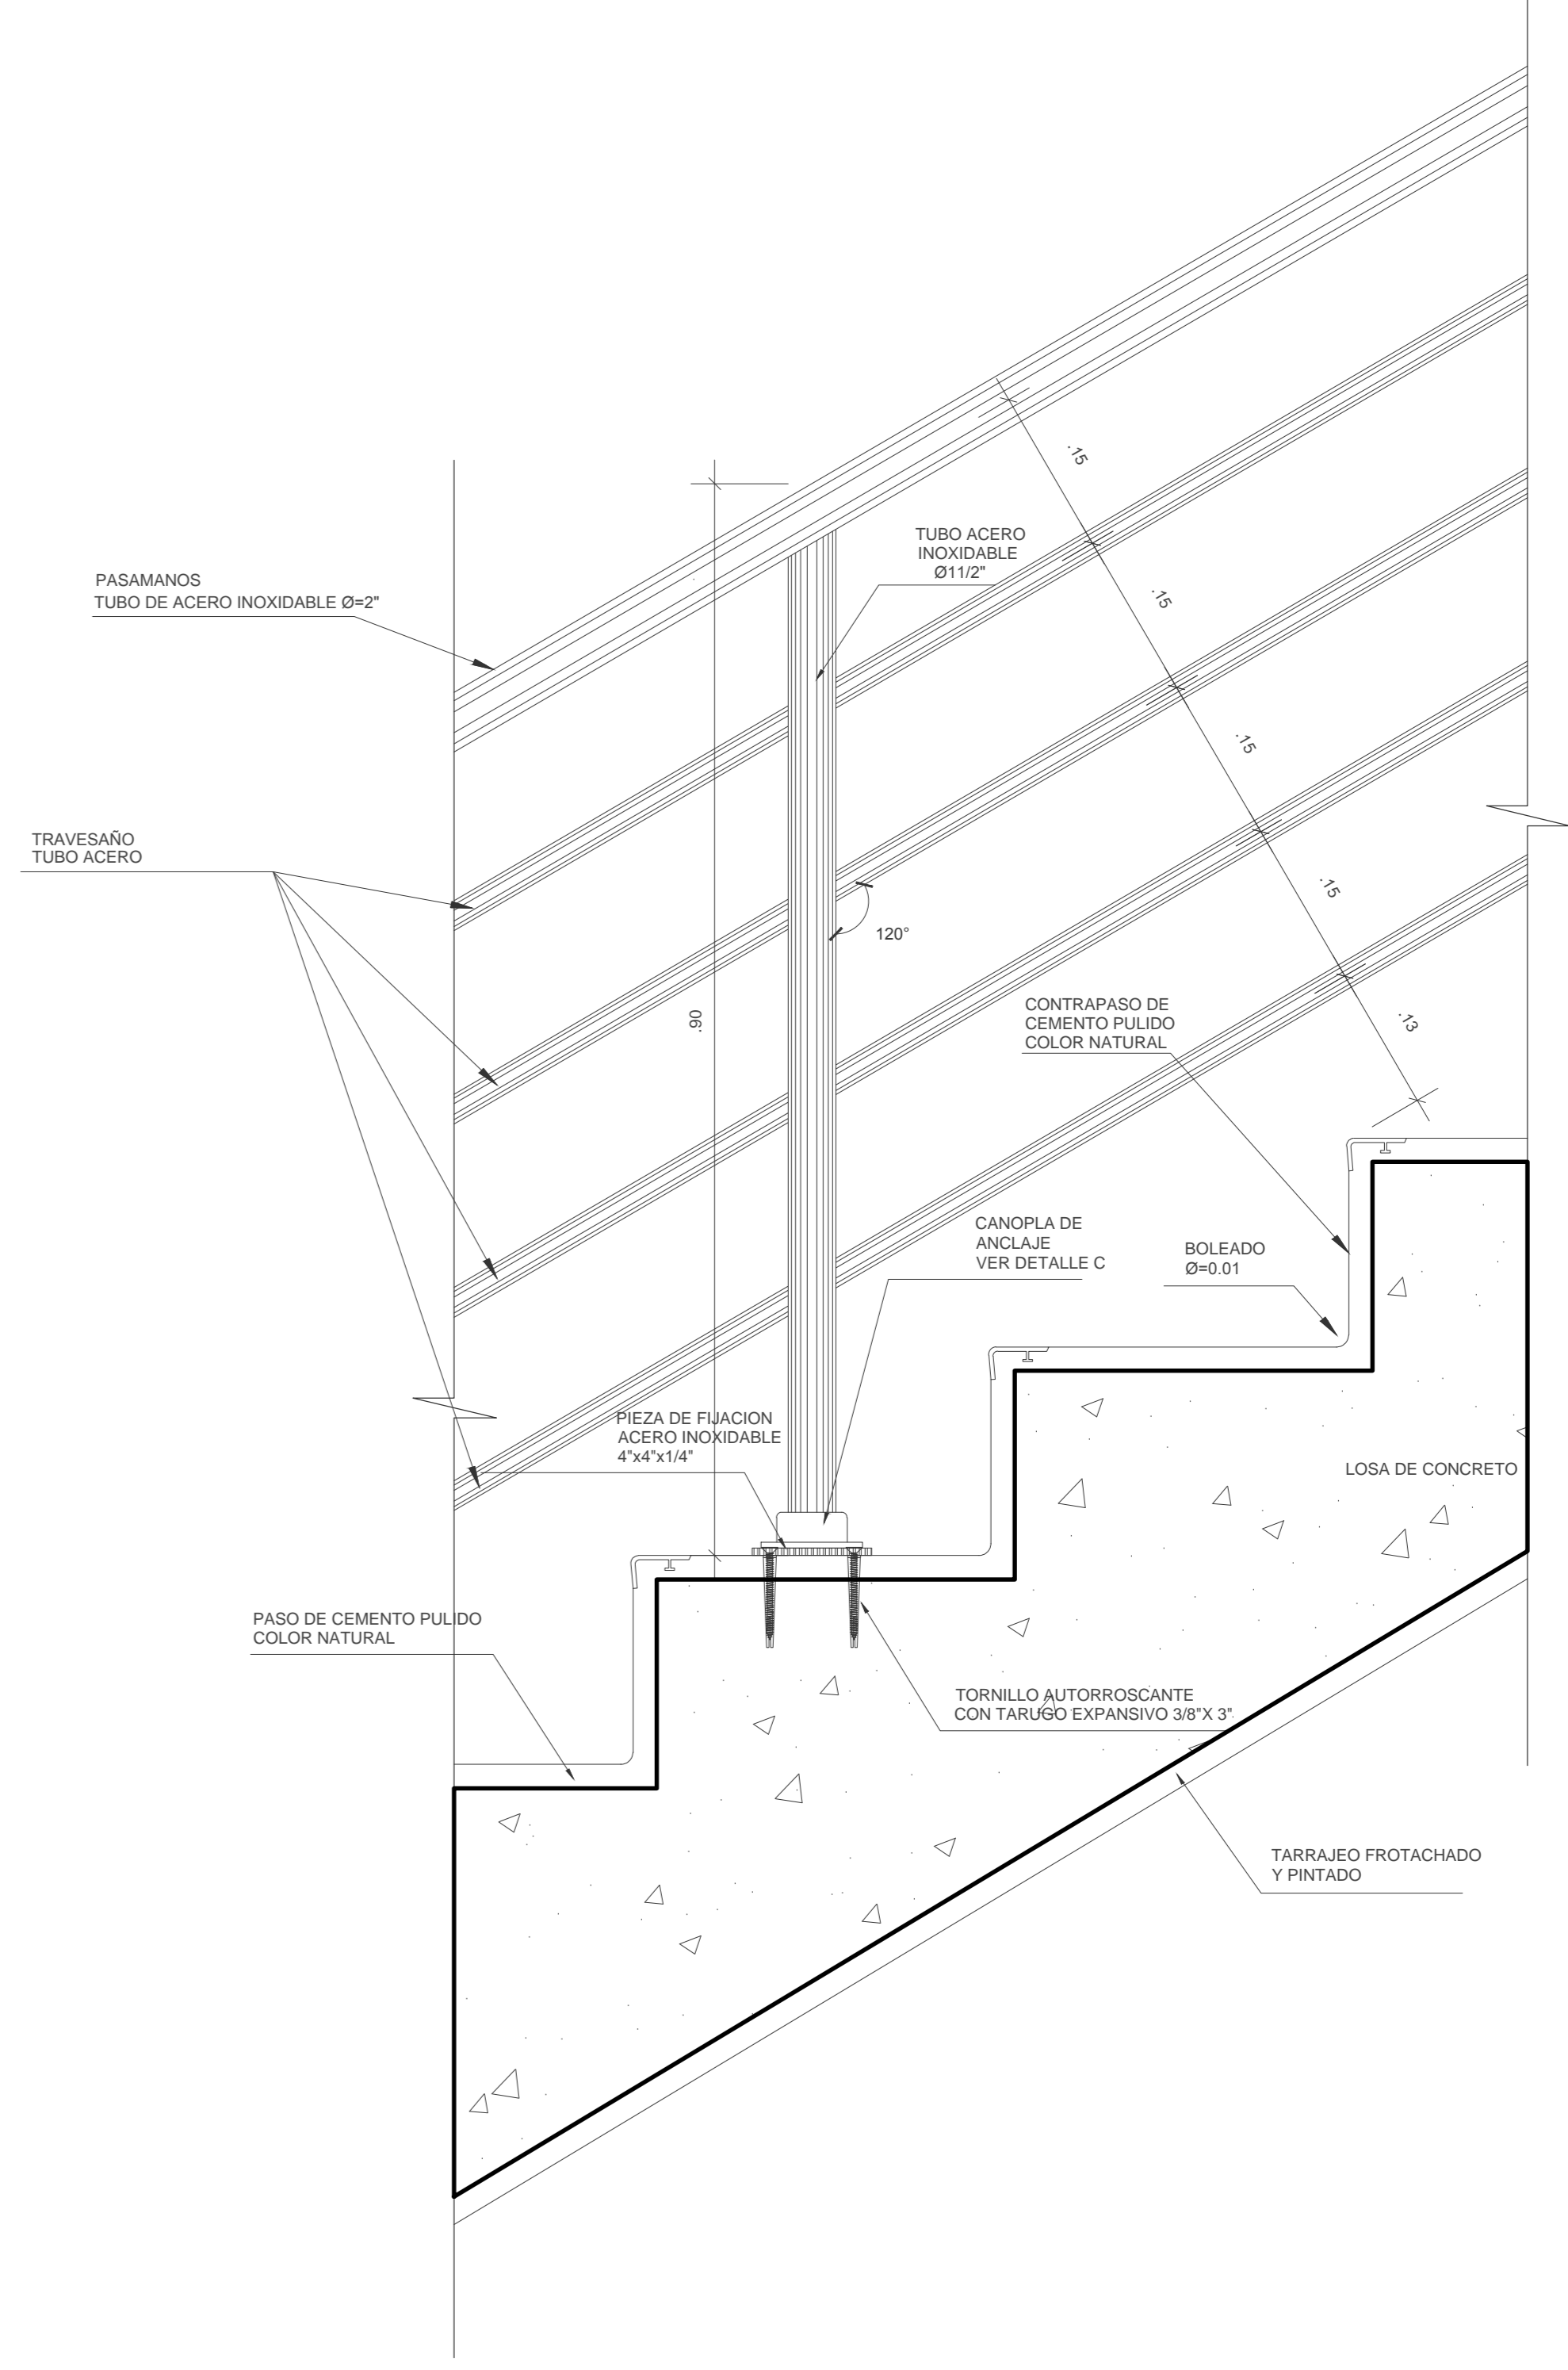 .15
TUBO ACERO
INOXIDABLE
Ø11/2"
PASAMANOS
TUBO DE ACERO INOXIDABLE Ø=2"
.15
.15
TRAVESAÑO
TUBO ACERO
.15
120°
.90
CONTRAPASO DE
CEMENTO PULIDO
COLOR NATURAL
.13
CANOPLA DE
ANCLAJE
VER DETALLE C
BOLEADO
Ø=0.01
PIEZA DE FIJACION
ACERO INOXIDABLE
4"x4"x1/4"
LOSA DE CONCRETO
PASO DE CEMENTO PULIDO
COLOR NATURAL
TORNILLO AUTORROSCANTE
CON TARUGO EXPANSIVO 3/8"X 3"
TARRAJEO FROTACHADO
Y PINTADO